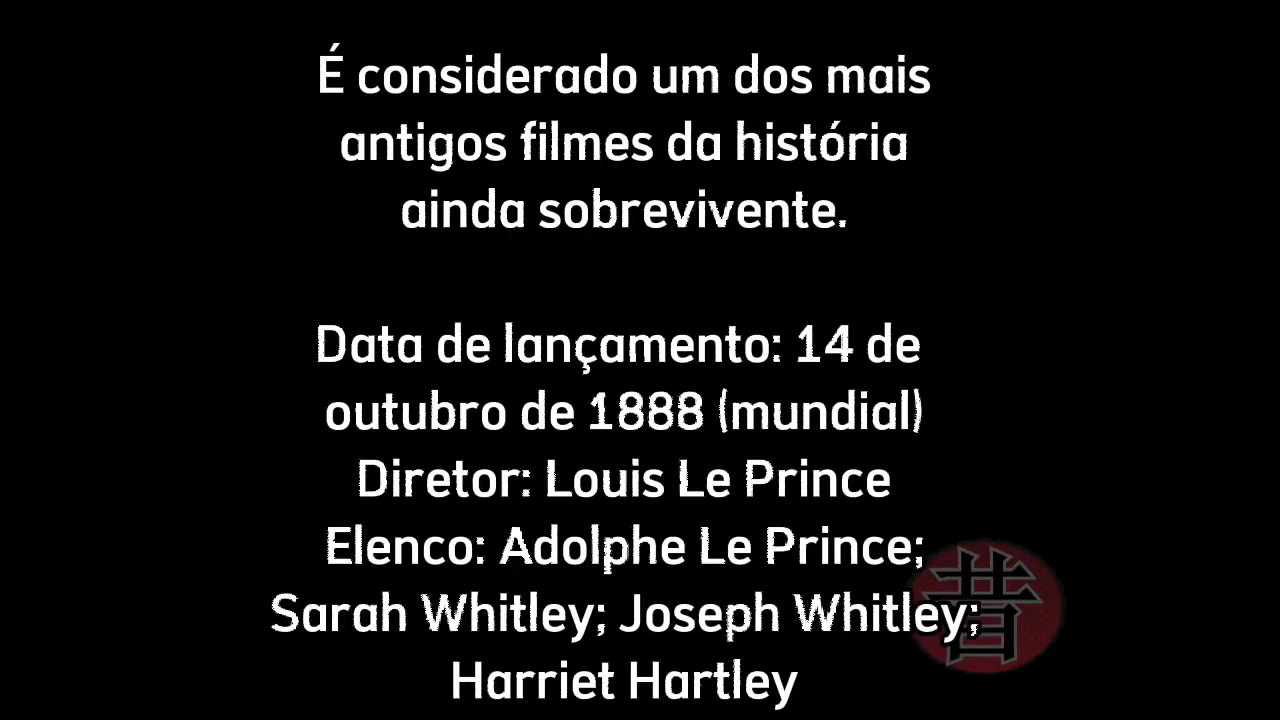 É considerado um dos mais
antigos filmes da história
ainda sobrevivente.
Data de lançamento: 14 de
outubro de 1888 (mundial)
Diretor: Louis Le Prince
Elenco: Adolphe Le Prince;
Sarah Whitley; Joseph Whitley;
Harriet Hartley
昔